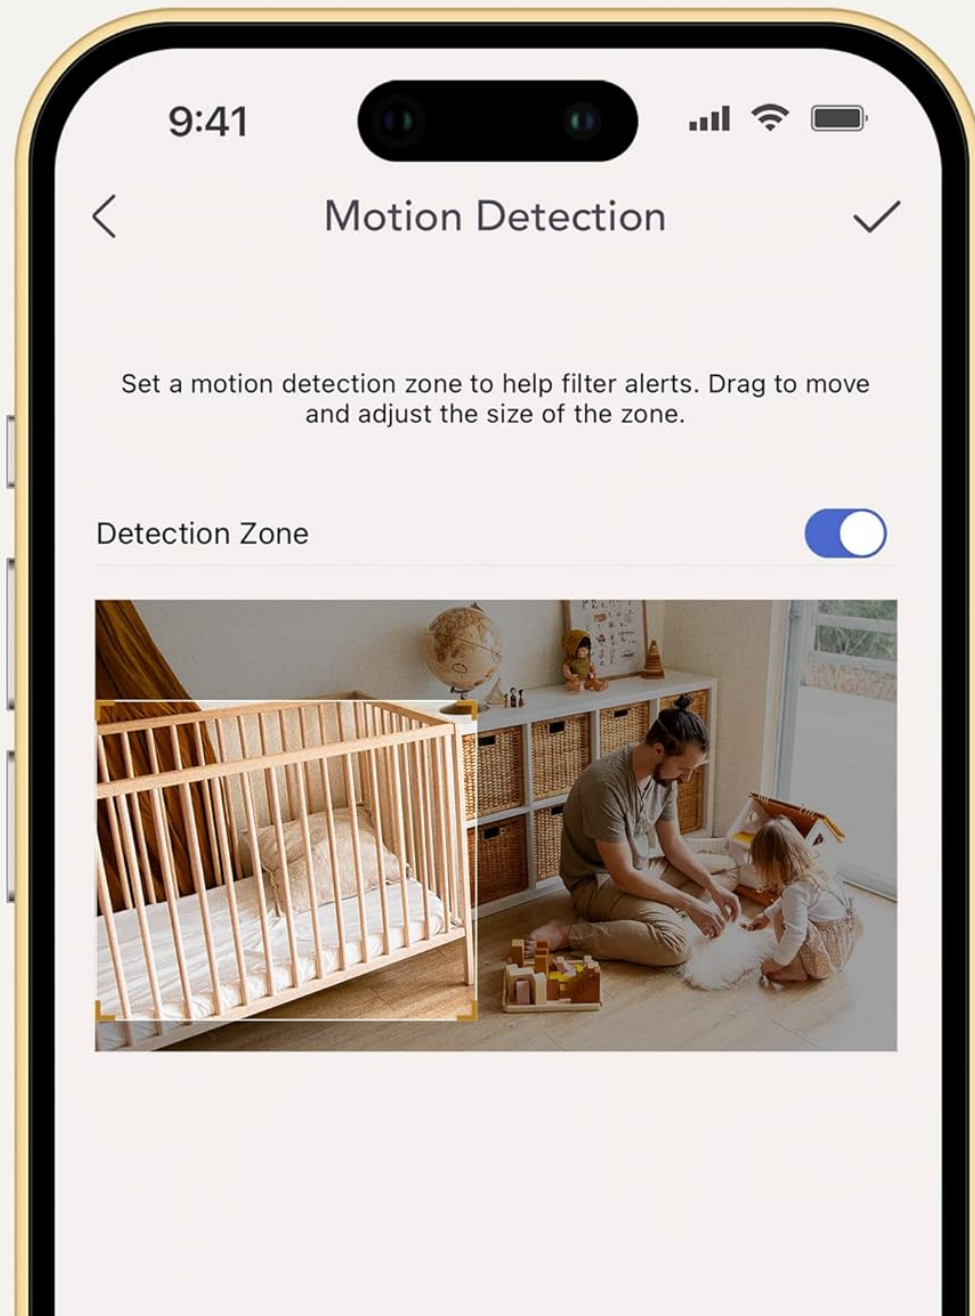 9:41
Motion Detection
Set a motion detection zone to help filter alerts. Drag to move
and adjust the size of the zone.
Detection Zone